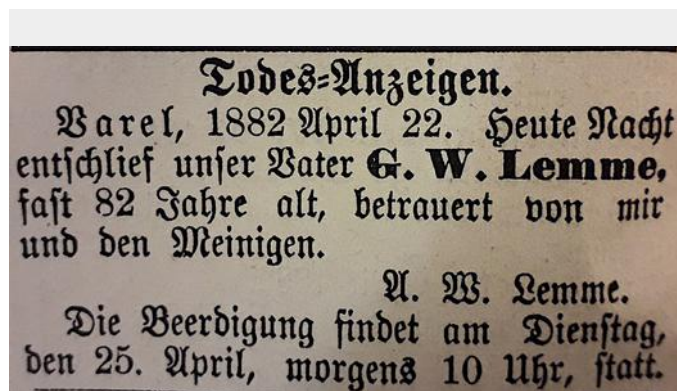 Todes-Anzeigen.
Varel, 1882 April 22. Heute Nacht
entschlief unser Vater G. W. Lemme,
fast 82 Jahre alt, betrauert von mir
und den Meinigen.
A. W. Lemme.
Die Beerdigung findet am Dienstag,
den 25. April, morgens 10 Uhr, statt.